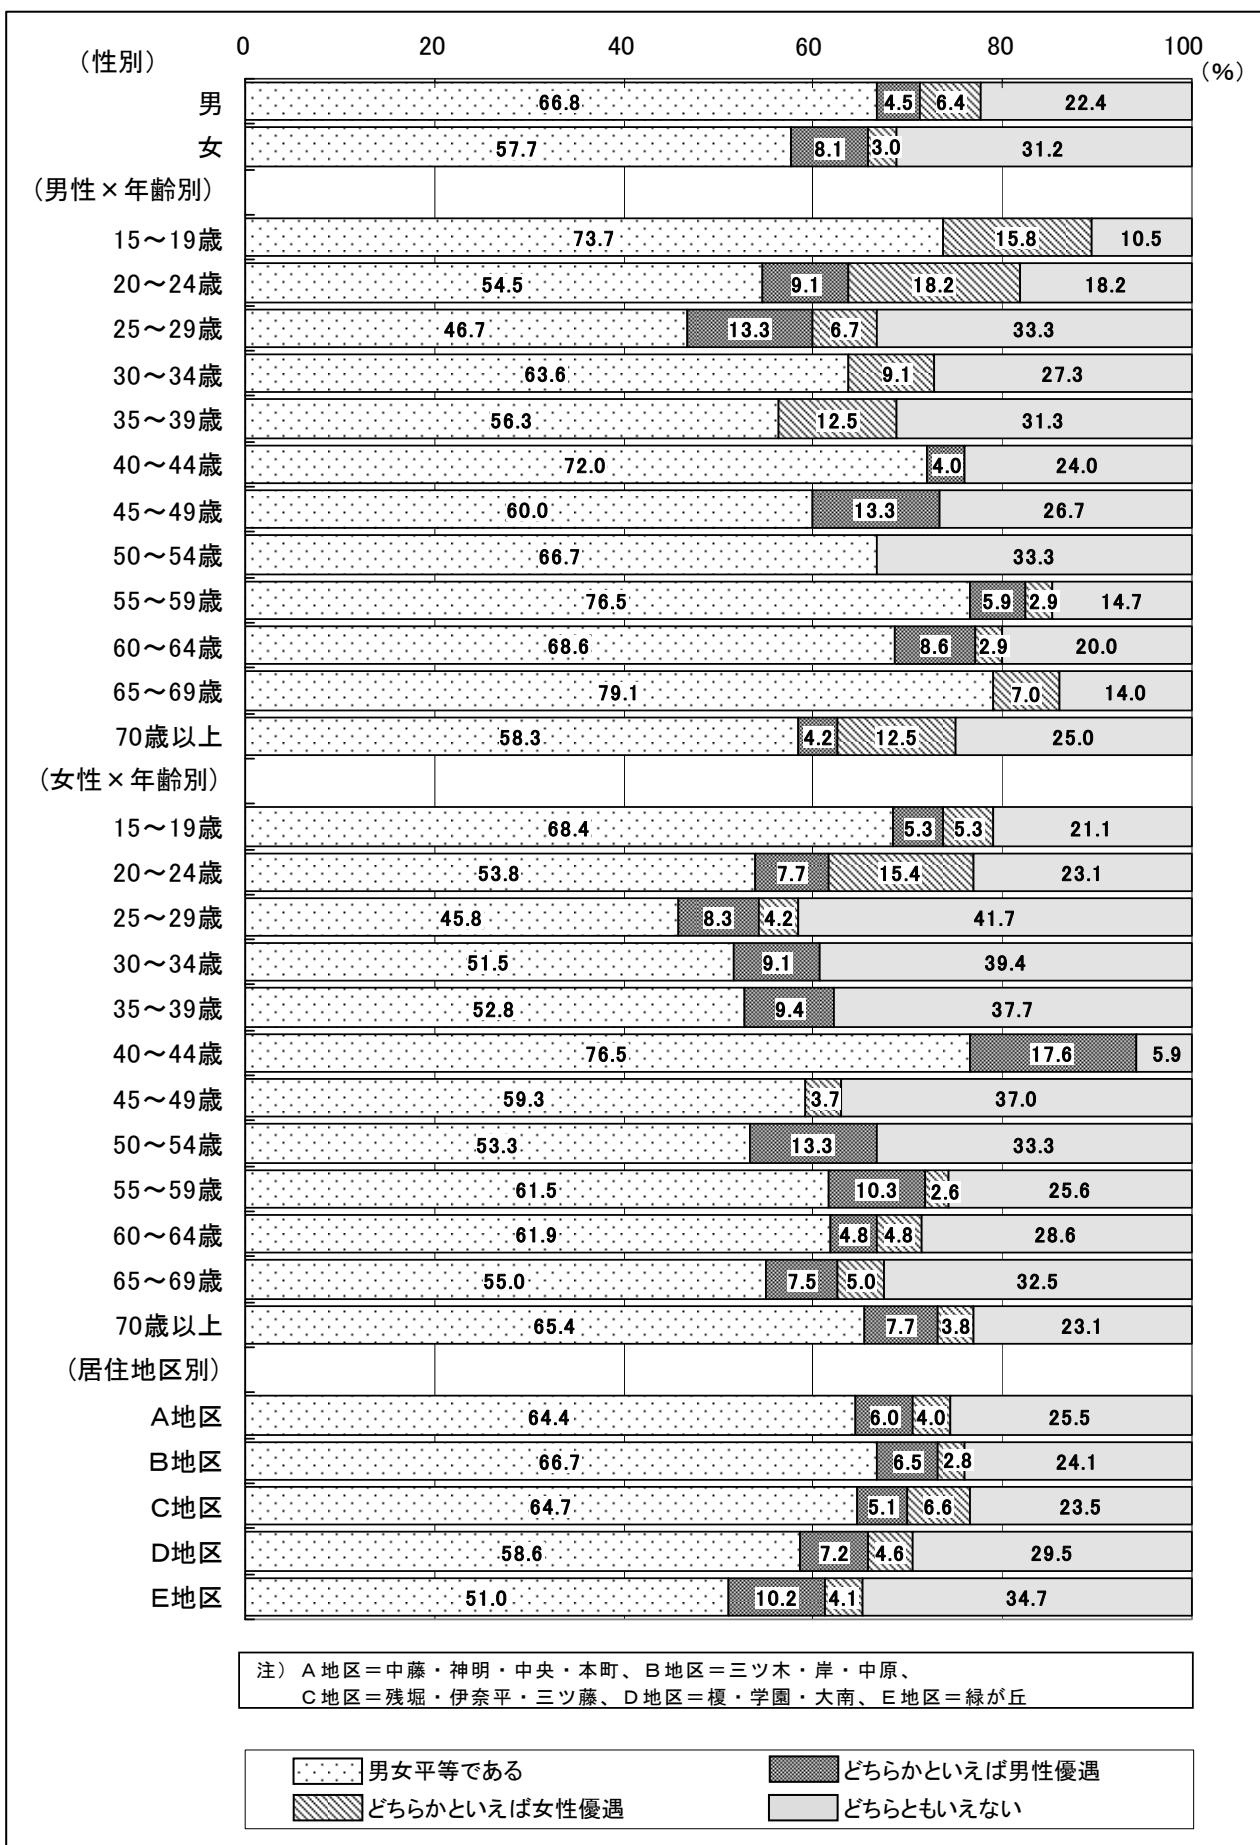 0 20 40 60 80 100
（性別）
（%）
男 66.8 4.5 6.4 22.4
女 57.7 8.1 3.0 31.2
（男性×年齢別）
15～19歳 73.7 15.8 10.5
20～24歳 54.5 9.1 18.2 18.2
25～29歳 46.7 13.3 6.7 33.3
30～34歳 63.6 9.1 27.3
35～39歳 56.3 12.5 31.3
40～44歳 72.0 4.0 24.0
45～49歳 60.0 13.3 26.7
50～54歳 66.7 33.3
55～59歳 76.5 5.9 2.9 14.7
60～64歳 68.6 8.6 2.9 20.0
65～69歳 79.1 7.0 14.0
70歳以上 58.3 4.2 12.5 25.0
（女性×年齢別）
15～19歳 68.4 5.3 5.3 21.1
20～24歳 53.8 7.7 15.4 23.1
25～29歳 45.8 8.3 4.2 41.7
30～34歳 51.5 9.1 39.4
35～39歳 52.8 9.4 37.7
40～44歳 76.5 17.6 5.9
45～49歳 59.3 3.7 37.0
50～54歳 53.3 13.3 33.3
55～59歳 61.5 10.3 2.6 25.6
60～64歳 61.9 4.8 4.8 28.6
65～69歳 55.0 7.5 5.0 32.5
70歳以上 65.4 7.7 3.8 23.1
（居住地区別）
Ａ地区 64.4 6.0 4.0 25.5
Ｂ地区 66.7 6.5 2.8 24.1
Ｃ地区 64.7 5.1 6.6 23.5
Ｄ地区 58.6 7.2 4.6 29.5
Ｅ地区 51.0 10.2 4.1 34.7
注）Ａ地区＝中藤・神明・中央・本町、Ｂ地区＝三ツ木・岸・中原、
Ｃ地区＝残堀・伊奈平・三ツ藤、Ｄ地区＝榎・学園・大南、Ｅ地区＝緑が丘
男女平等である どちらかといえば男性優遇
どちらかといえば女性優遇 どちらともいえない